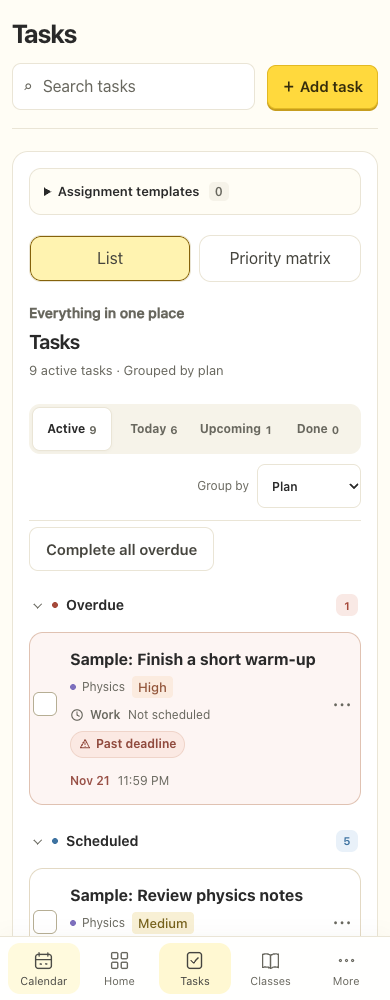 Tasks
Search tasks
+ Add task
Assignment templates 0
List
Priority matrix
Everything in one place
Tasks
9 active tasks · Grouped by plan
Active 9
Today 6
Upcoming 1
Done 0
Group by
Plan
Complete all overdue
Overdue
1
Sample: Finish a short warm-up
Physics High
Work Not scheduled
Past deadline
Nov 21 11:59 PM
Scheduled
5
Sample: Review physics notes
Physics Medium
Calendar
Home
Tasks
Classes
More